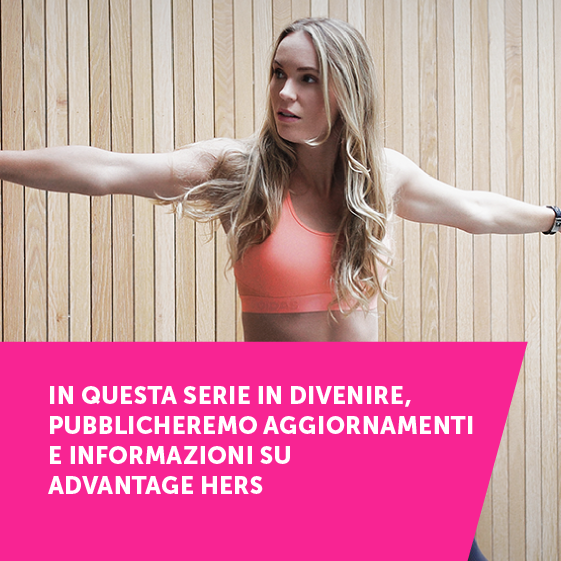 IN QUESTA SERIE IN DIVENIRE,
PUBBLICHEREMO AGGIORNAMENTI
E INFORMAZIONI SU
ADVANTAGE HERS